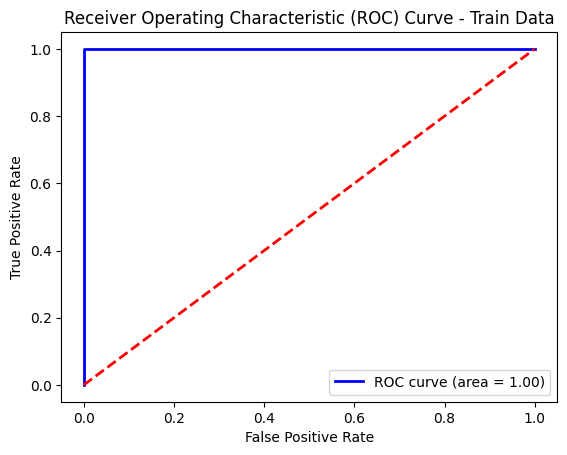 Receiver Operating Characteristic (ROC) Curve - Train Data
True Positive Rate
1.0
0.8
0.6
0.4
0.2
0.0
ROC curve (area = 1.00)
0.0 0.2 0.4 0.6 0.8 1.0
False Positive Rate